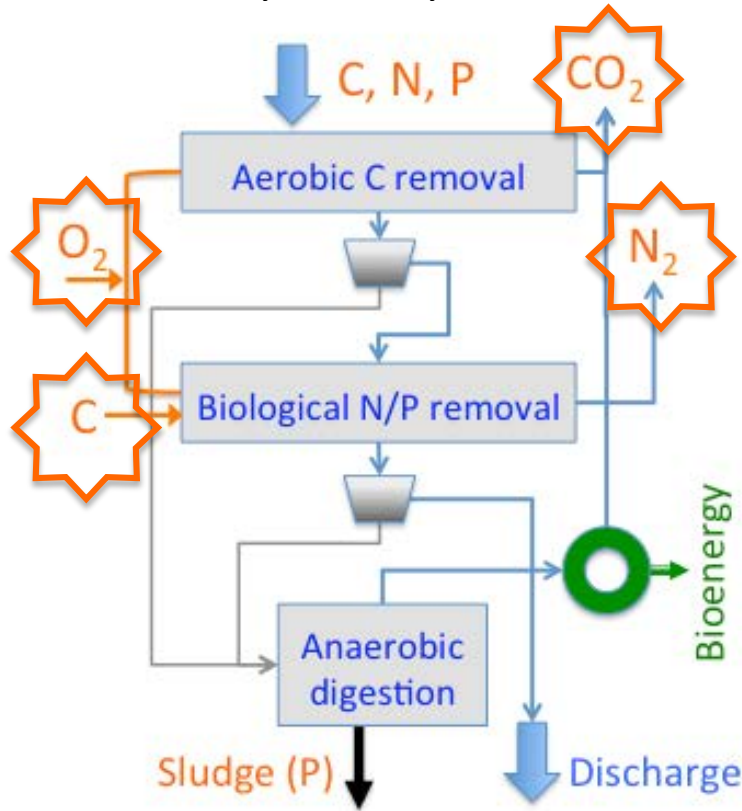 C, N, P
CO₂
Aerobic C removal
O₂
N₂
C
Biological N/P removal
Bioenergy
Anaerobic
digestion
Sludge (P)
Discharge